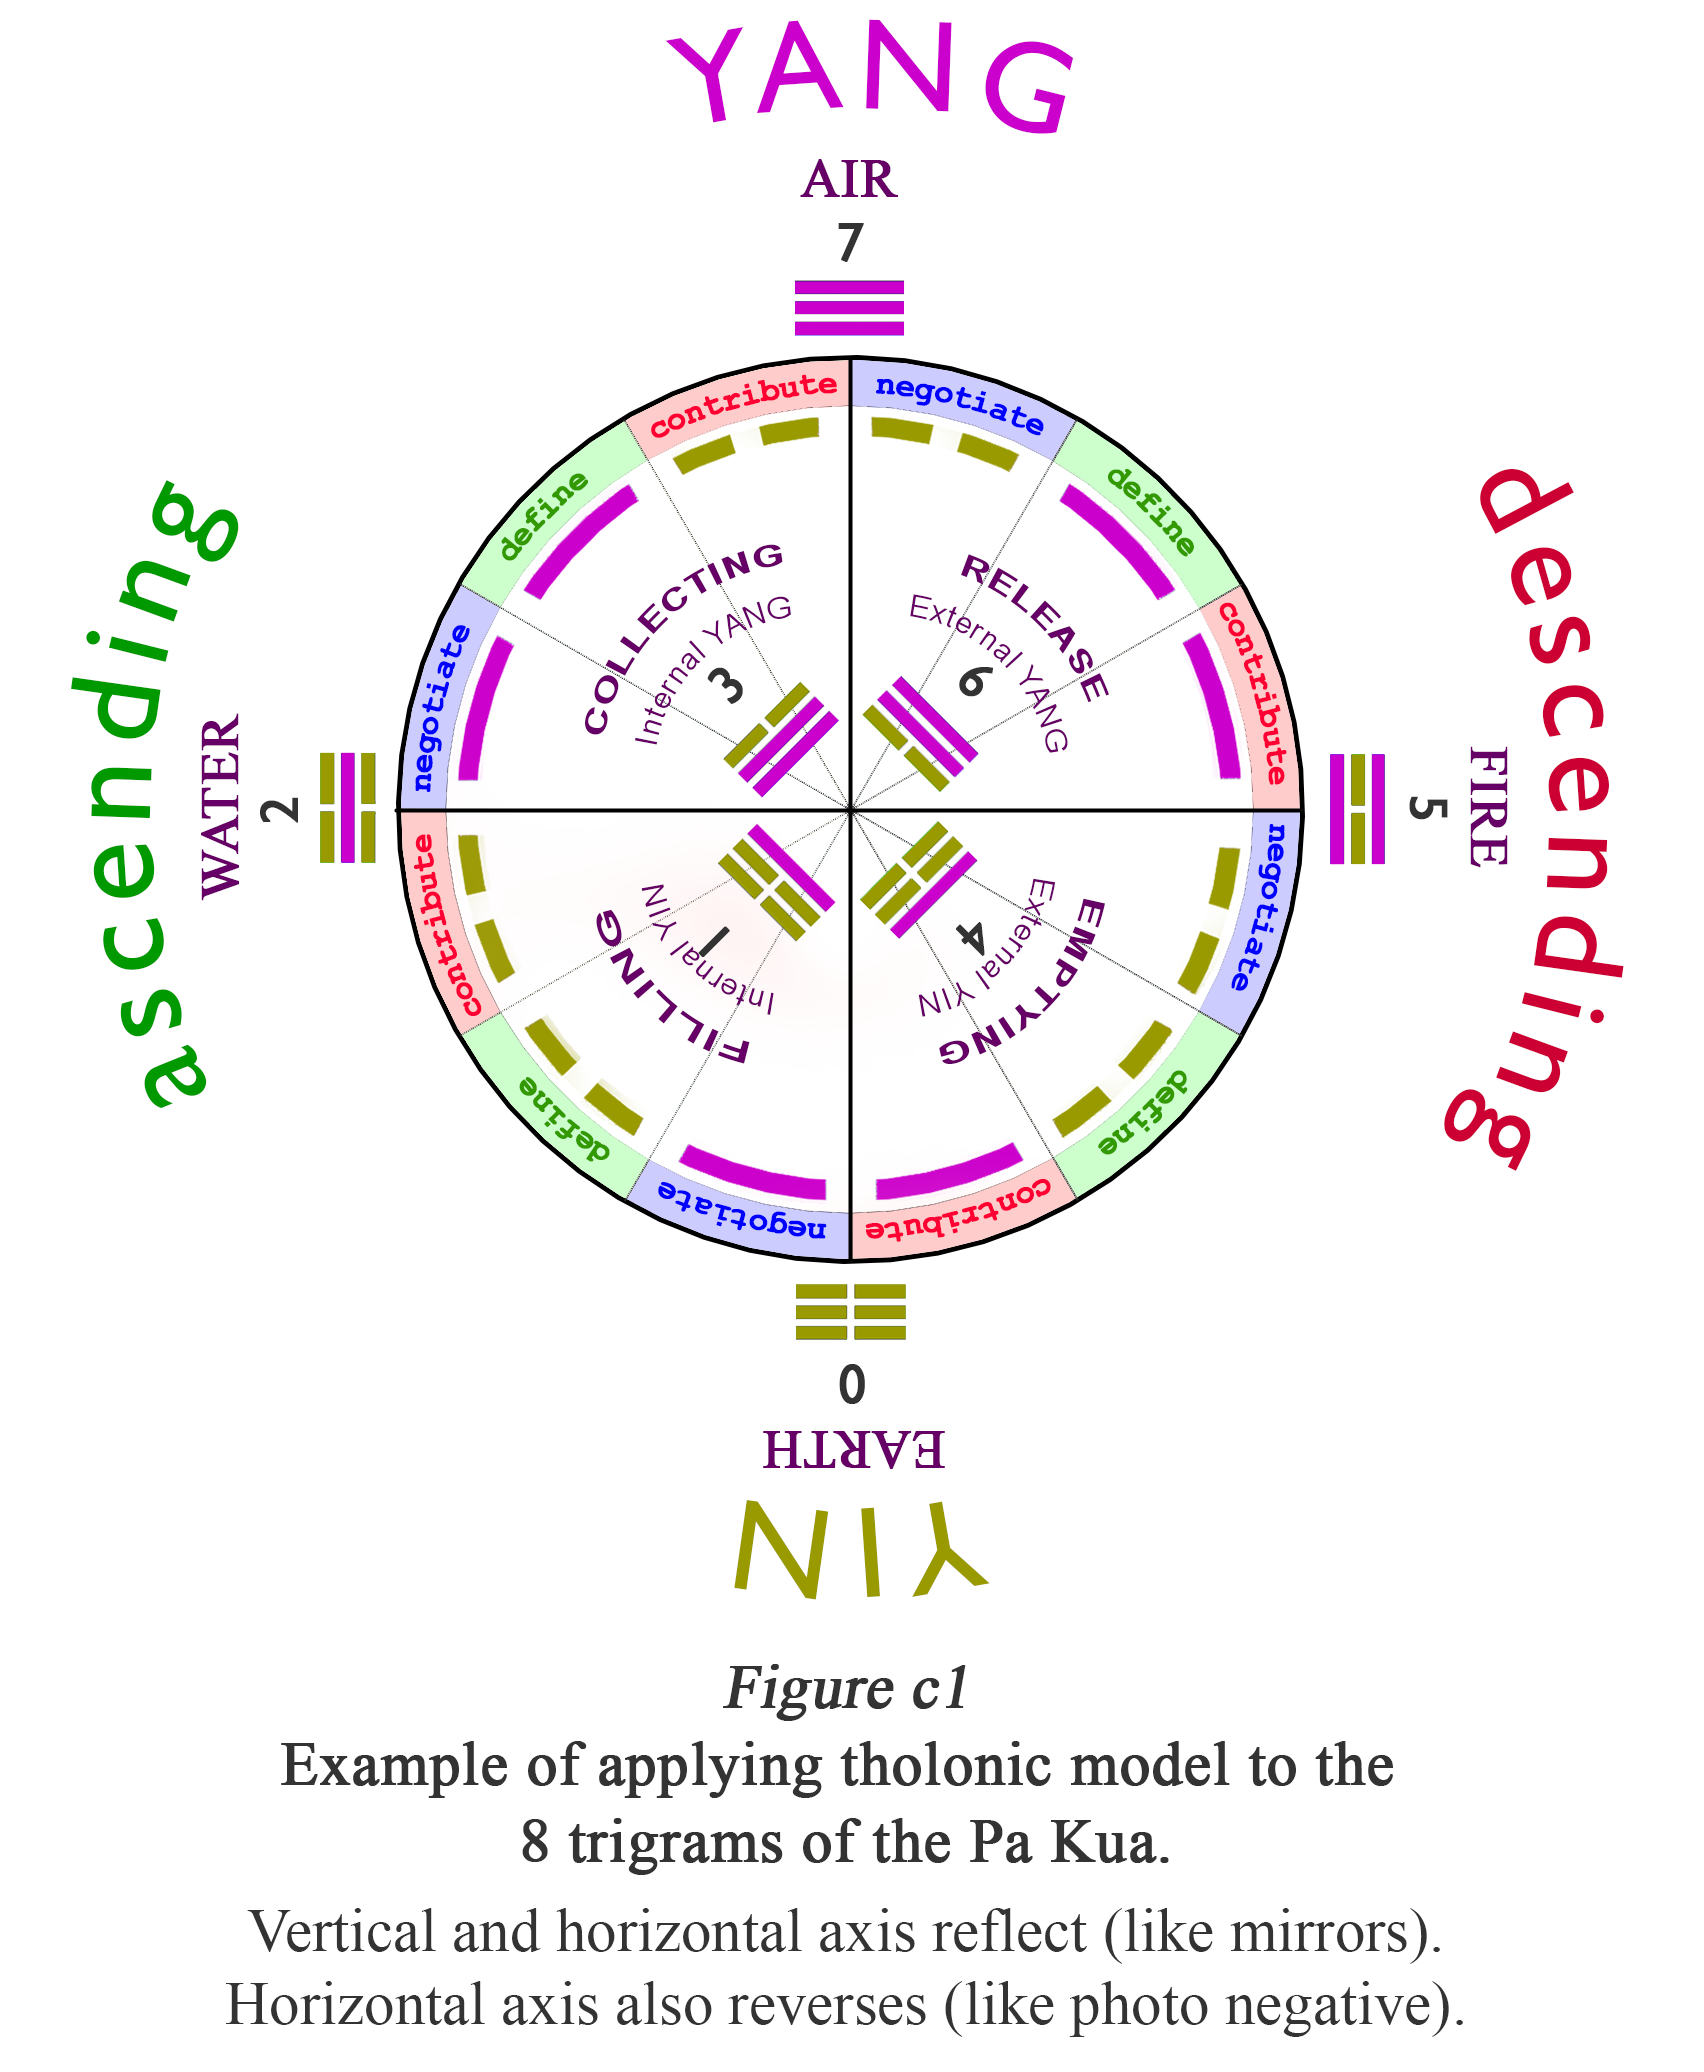 YANG
AIR
7
contribute
negotiate
define
define
negotiate
contribute
COLLECTING
Internal YANG
3
RELEASE
External YANG
6
ascending
WATER
2
descending
FIRE
5
contribute
negotiate
FILLING
Internal YIN
1
EMPTYING
External YIN
4
define
define
negotiate
contribute
0
EARTH
YIN
Figure c1
Example of applying tholonic model to the
8 trigrams of the Pa Kua.
Vertical and horizontal axis reflect (like mirrors).
Horizontal axis also reverses (like photo negative).